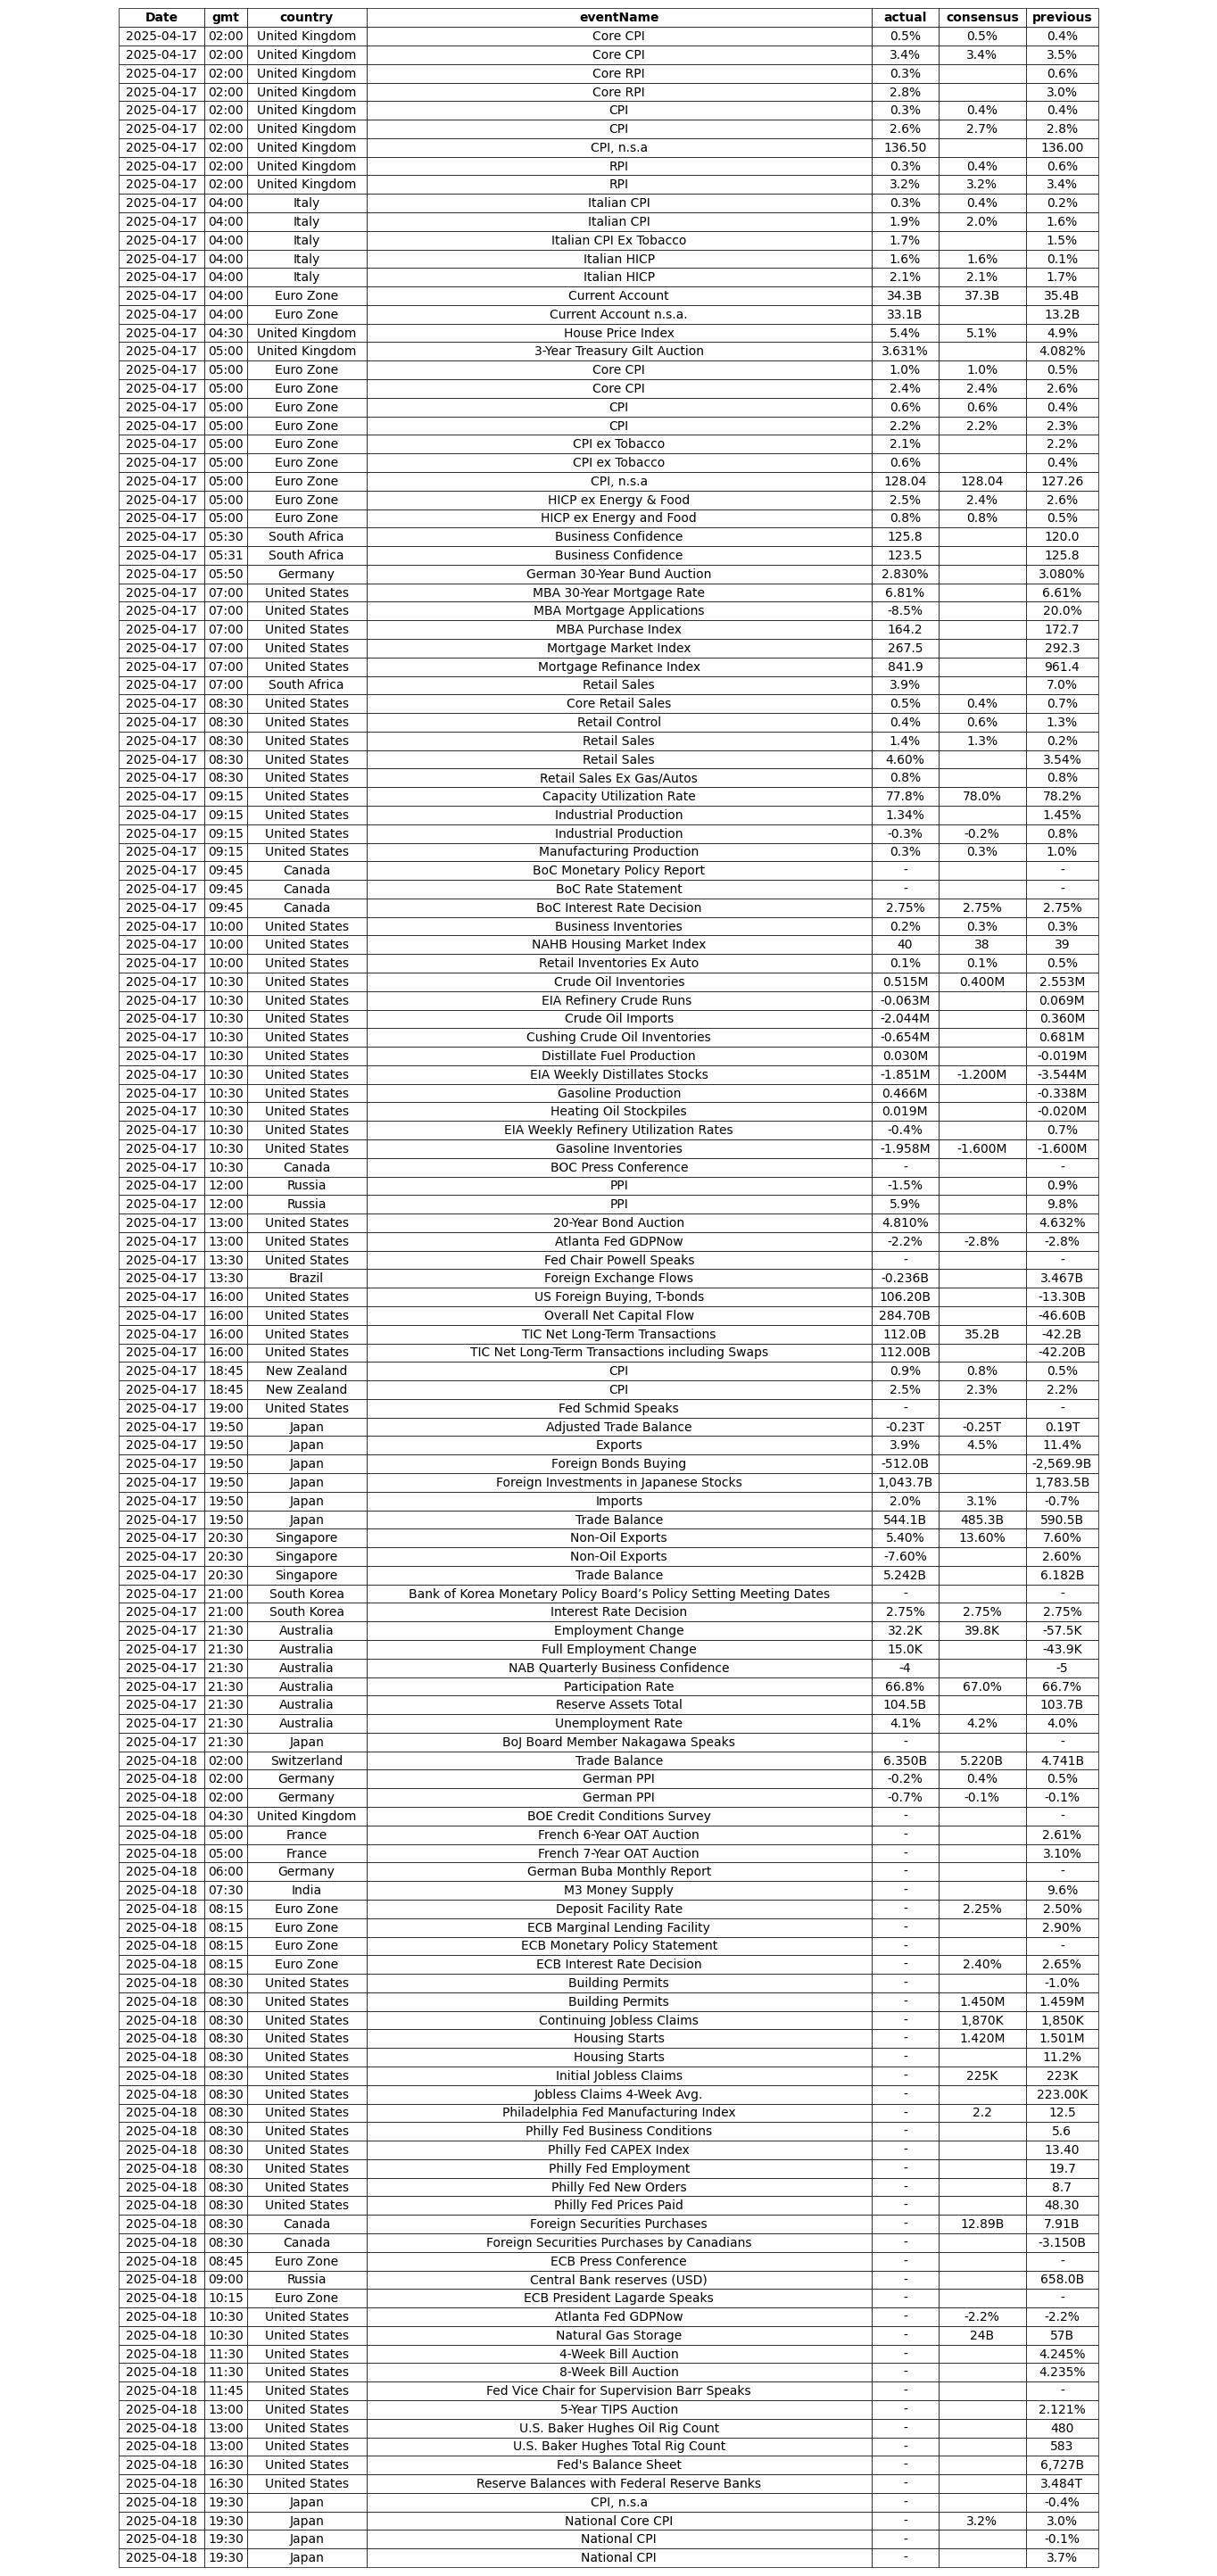 Date gmt country eventName actual consensus previous
2025-04-17 02:00 United Kingdom Core CPI 0.5% 0.5% 0.4%
2025-04-17 02:00 United Kingdom Core CPI 3.4% 3.4% 3.5%
2025-04-17 02:00 United Kingdom Core RPI 0.3% 0.6%
2025-04-17 02:00 United Kingdom Core RPI 2.8% 3.0%
2025-04-17 02:00 United Kingdom CPI 0.3% 0.4% 0.4%
2025-04-17 02:00 United Kingdom CPI 2.6% 2.7% 2.8%
2025-04-17 02:00 United Kingdom CPI, n.s.a 136.50 136.00
2025-04-17 02:00 United Kingdom RPI 0.3% 0.4% 0.6%
2025-04-17 02:00 United Kingdom RPI 3.2% 3.2% 3.4%
2025-04-17 04:00 Italy Italian CPI 0.3% 0.4% 0.2%
2025-04-17 04:00 Italy Italian CPI 1.9% 2.0% 1.6%
2025-04-17 04:00 Italy Italian CPI Ex Tobacco 1.7% 1.5%
2025-04-17 04:00 Italy Italian HICP 1.6% 1.6% 0.1%
2025-04-17 04:00 Italy Italian HICP 2.1% 2.1% 1.7%
2025-04-17 04:00 Euro Zone Current Account 34.3B 37.3B 35.4B
2025-04-17 04:00 Euro Zone Current Account n.s.a. 33.1B 13.2B
2025-04-17 04:30 United Kingdom House Price Index 5.4% 5.1% 4.9%
2025-04-17 05:00 United Kingdom 3-Year Treasury Gilt Auction 3.631% 4.082%
2025-04-17 05:00 Euro Zone Core CPI 1.0% 1.0% 0.5%
2025-04-17 05:00 Euro Zone Core CPI 2.4% 2.4% 2.6%
2025-04-17 05:00 Euro Zone CPI 0.6% 0.6% 0.4%
2025-04-17 05:00 Euro Zone CPI 2.2% 2.2% 2.3%
2025-04-17 05:00 Euro Zone CPI ex Tobacco 2.1% 2.2%
2025-04-17 05:00 Euro Zone CPI ex Tobacco 0.6% 0.4%
2025-04-17 05:00 Euro Zone CPI, n.s.a 128.04 128.04 127.26
2025-04-17 05:00 Euro Zone HICP ex Energy & Food 2.5% 2.4% 2.6%
2025-04-17 05:00 Euro Zone HICP ex Energy and Food 0.8% 0.8% 0.5%
2025-04-17 05:30 South Africa Business Confidence 125.8 120.0
2025-04-17 05:31 South Africa Business Confidence 123.5 125.8
2025-04-17 05:50 Germany German 30-Year Bund Auction 2.830% 3.080%
2025-04-17 07:00 United States MBA 30-Year Mortgage Rate 6.81% 6.61%
2025-04-17 07:00 United States MBA Mortgage Applications -8.5% 20.0%
2025-04-17 07:00 United States MBA Purchase Index 164.2 172.7
2025-04-17 07:00 United States Mortgage Market Index 267.5 292.3
2025-04-17 07:00 United States Mortgage Refinance Index 841.9 961.4
2025-04-17 07:00 South Africa Retail Sales 3.9% 7.0%
2025-04-17 08:30 United States Core Retail Sales 0.5% 0.4% 0.7%
2025-04-17 08:30 United States Retail Control 0.4% 0.6% 1.3%
2025-04-17 08:30 United States Retail Sales 1.4% 1.3% 0.2%
2025-04-17 08:30 United States Retail Sales 4.60% 3.54%
2025-04-17 08:30 United States Retail Sales Ex Gas/Autos 0.8% 0.8%
2025-04-17 09:15 United States Capacity Utilization Rate 77.8% 78.0% 78.2%
2025-04-17 09:15 United States Industrial Production 1.34% 1.45%
2025-04-17 09:15 United States Industrial Production -0.3% -0.2% 0.8%
2025-04-17 09:15 United States Manufacturing Production 0.3% 0.3% 1.0%
2025-04-17 09:45 Canada BoC Monetary Policy Report - -
2025-04-17 09:45 Canada BoC Rate Statement - -
2025-04-17 09:45 Canada BoC Interest Rate Decision 2.75% 2.75% 2.75%
2025-04-17 10:00 United States Business Inventories 0.2% 0.3% 0.3%
2025-04-17 10:00 United States NAHB Housing Market Index 40 38 39
2025-04-17 10:00 United States Retail Inventories Ex Auto 0.1% 0.1% 0.5%
2025-04-17 10:30 United States Crude Oil Inventories 0.515M 0.400M 2.553M
2025-04-17 10:30 United States EIA Refinery Crude Runs -0.063M 0.069M
2025-04-17 10:30 United States Crude Oil Imports -2.044M 0.360M
2025-04-17 10:30 United States Cushing Crude Oil Inventories -0.654M 0.681M
2025-04-17 10:30 United States Distillate Fuel Production 0.030M -0.019M
2025-04-17 10:30 United States EIA Weekly Distillates Stocks -1.851M -1.200M -3.544M
2025-04-17 10:30 United States Gasoline Production 0.466M -0.338M
2025-04-17 10:30 United States Heating Oil Stockpiles 0.019M -0.020M
2025-04-17 10:30 United States EIA Weekly Refinery Utilization Rates -0.4% 0.7%
2025-04-17 10:30 United States Gasoline Inventories -1.958M -1.600M -1.600M
2025-04-17 10:30 Canada BOC Press Conference - -
2025-04-17 12:00 Russia PPI -1.5% 0.9%
2025-04-17 12:00 Russia PPI 5.9% 9.8%
2025-04-17 13:00 United States 20-Year Bond Auction 4.810% 4.632%
2025-04-17 13:00 United States Atlanta Fed GDPNow -2.2% -2.8% -2.8%
2025-04-17 13:30 United States Fed Chair Powell Speaks - -
2025-04-17 13:30 Brazil Foreign Exchange Flows -0.236B 3.467B
2025-04-17 16:00 United States US Foreign Buying, T-bonds 106.20B -13.30B
2025-04-17 16:00 United States Overall Net Capital Flow 284.70B -46.60B
2025-04-17 16:00 United States TIC Net Long-Term Transactions 112.0B 35.2B -42.2B
2025-04-17 16:00 United States TIC Net Long-Term Transactions including Swaps 112.00B -42.20B
2025-04-17 18:45 New Zealand CPI 0.9% 0.8% 0.5%
2025-04-17 18:45 New Zealand CPI 2.5% 2.3% 2.2%
2025-04-17 19:00 United States Fed Schmid Speaks - -
2025-04-17 19:50 Japan Adjusted Trade Balance -0.23T -0.25T 0.19T
2025-04-17 19:50 Japan Exports 3.9% 4.5% 11.4%
2025-04-17 19:50 Japan Foreign Bonds Buying -512.0B -2,569.9B
2025-04-17 19:50 Japan Foreign Investments in Japanese Stocks 1,043.7B 1,783.5B
2025-04-17 19:50 Japan Imports 2.0% 3.1% -0.7%
2025-04-17 19:50 Japan Trade Balance 544.1B 485.3B 590.5B
2025-04-17 20:30 Singapore Non-Oil Exports 5.40% 13.60% 7.60%
2025-04-17 20:30 Singapore Non-Oil Exports -7.60% 2.60%
2025-04-17 20:30 Singapore Trade Balance 5.242B 6.182B
2025-04-17 21:00 South Korea Bank of Korea Monetary Policy Board’s Policy Setting Meeting Dates - -
2025-04-17 21:00 South Korea Interest Rate Decision 2.75% 2.75% 2.75%
2025-04-17 21:30 Australia Employment Change 32.2K 39.8K -57.5K
2025-04-17 21:30 Australia Full Employment Change 15.0K -43.9K
2025-04-17 21:30 Australia NAB Quarterly Business Confidence -4 -5
2025-04-17 21:30 Australia Participation Rate 66.8% 67.0% 66.7%
2025-04-17 21:30 Australia Reserve Assets Total 104.5B 103.7B
2025-04-17 21:30 Australia Unemployment Rate 4.1% 4.2% 4.0%
2025-04-17 21:30 Japan BoJ Board Member Nakagawa Speaks - -
2025-04-18 02:00 Switzerland Trade Balance 6.350B 5.220B 4.741B
2025-04-18 02:00 Germany German PPI -0.2% 0.4% 0.5%
2025-04-18 02:00 Germany German PPI -0.7% -0.1% -0.1%
2025-04-18 04:30 United Kingdom BOE Credit Conditions Survey - -
2025-04-18 05:00 France French 6-Year OAT Auction - 2.61%
2025-04-18 05:00 France French 7-Year OAT Auction - 3.10%
2025-04-18 06:00 Germany German Buba Monthly Report - -
2025-04-18 07:30 India M3 Money Supply - 9.6%
2025-04-18 08:15 Euro Zone Deposit Facility Rate - 2.25% 2.50%
2025-04-18 08:15 Euro Zone ECB Marginal Lending Facility - 2.90%
2025-04-18 08:15 Euro Zone ECB Monetary Policy Statement - -
2025-04-18 08:15 Euro Zone ECB Interest Rate Decision - 2.40% 2.65%
2025-04-18 08:30 United States Building Permits - -1.0%
2025-04-18 08:30 United States Building Permits - 1.450M 1.459M
2025-04-18 08:30 United States Continuing Jobless Claims - 1,870K 1,850K
2025-04-18 08:30 United States Housing Starts - 1.420M 1.501M
2025-04-18 08:30 United States Housing Starts - 11.2%
2025-04-18 08:30 United States Initial Jobless Claims - 225K 223K
2025-04-18 08:30 United States Jobless Claims 4-Week Avg. - 223.00K
2025-04-18 08:30 United States Philadelphia Fed Manufacturing Index - 2.2 12.5
2025-04-18 08:30 United States Philly Fed Business Conditions - 5.6
2025-04-18 08:30 United States Philly Fed CAPEX Index - 13.40
2025-04-18 08:30 United States Philly Fed Employment - 19.7
2025-04-18 08:30 United States Philly Fed New Orders - 8.7
2025-04-18 08:30 United States Philly Fed Prices Paid - 48.30
2025-04-18 08:30 Canada Foreign Securities Purchases - 12.89B 7.91B
2025-04-18 08:30 Canada Foreign Securities Purchases by Canadians - -3.150B
2025-04-18 08:45 Euro Zone ECB Press Conference - -
2025-04-18 09:00 Russia Central Bank reserves (USD) - 658.0B
2025-04-18 10:15 Euro Zone ECB President Lagarde Speaks - -
2025-04-18 10:30 United States Atlanta Fed GDPNow - -2.2% -2.2%
2025-04-18 10:30 United States Natural Gas Storage - 24B 57B
2025-04-18 11:30 United States 4-Week Bill Auction - 4.245%
2025-04-18 11:30 United States 8-Week Bill Auction - 4.235%
2025-04-18 11:45 United States Fed Vice Chair for Supervision Barr Speaks - -
2025-04-18 13:00 United States 5-Year TIPS Auction - 2.121%
2025-04-18 13:00 United States U.S. Baker Hughes Oil Rig Count - 480
2025-04-18 13:00 United States U.S. Baker Hughes Total Rig Count - 583
2025-04-18 16:30 United States Fed's Balance Sheet - 6,727B
2025-04-18 16:30 United States Reserve Balances with Federal Reserve Banks - 3.484T
2025-04-18 19:30 Japan CPI, n.s.a - -0.4%
2025-04-18 19:30 Japan National Core CPI - 3.2% 3.0%
2025-04-18 19:30 Japan National CPI - -0.1%
2025-04-18 19:30 Japan National CPI - 3.7%